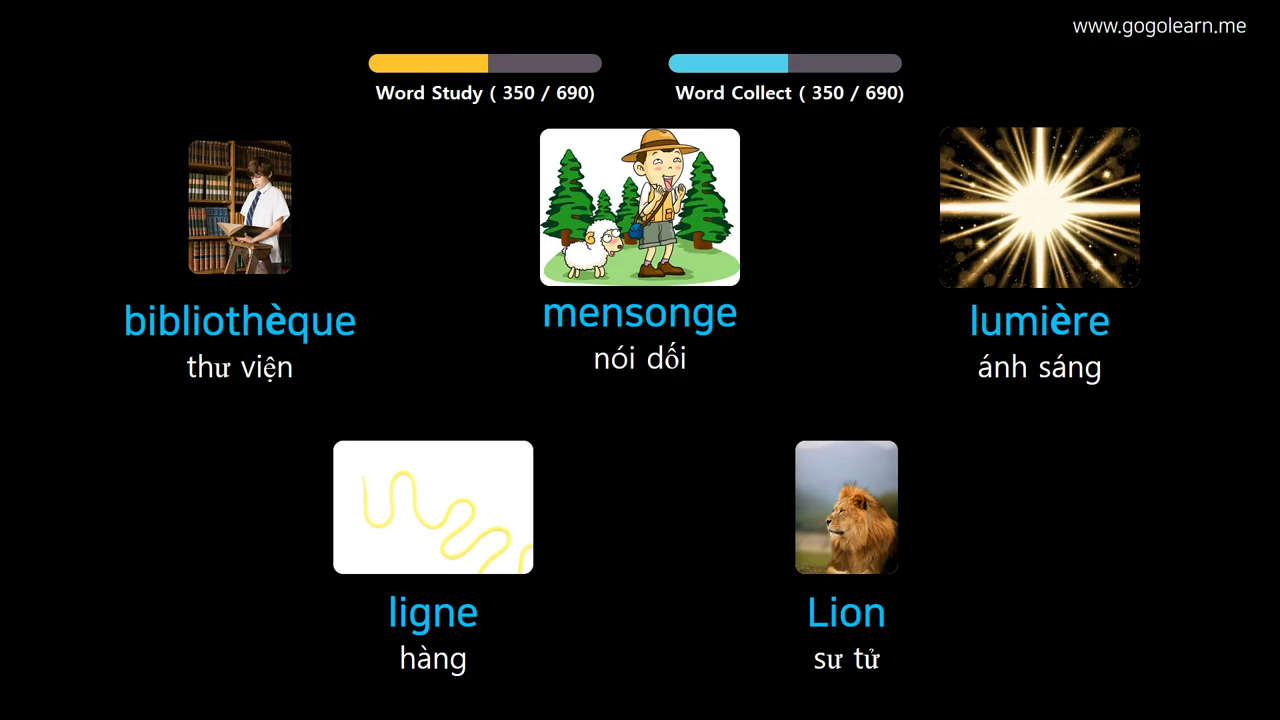 www.gogolearn.me
Word Study ( 350 / 690)
Word Collect ( 350 / 690)
bibliothèque
thư viện
mensonge
nói dối
lumière
ánh sáng
ligne
hàng
Lion
sư tử